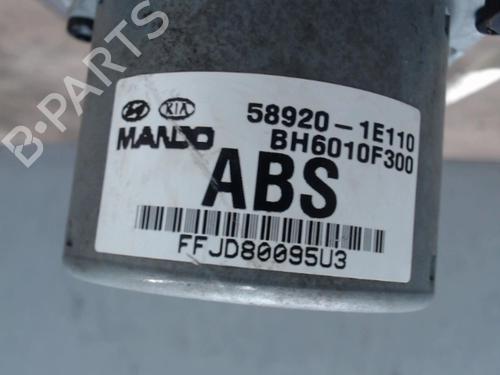 B-PARTS
KIA
58920-1E110
MANDO
BH6010F300
ABS
FFJD80095U3